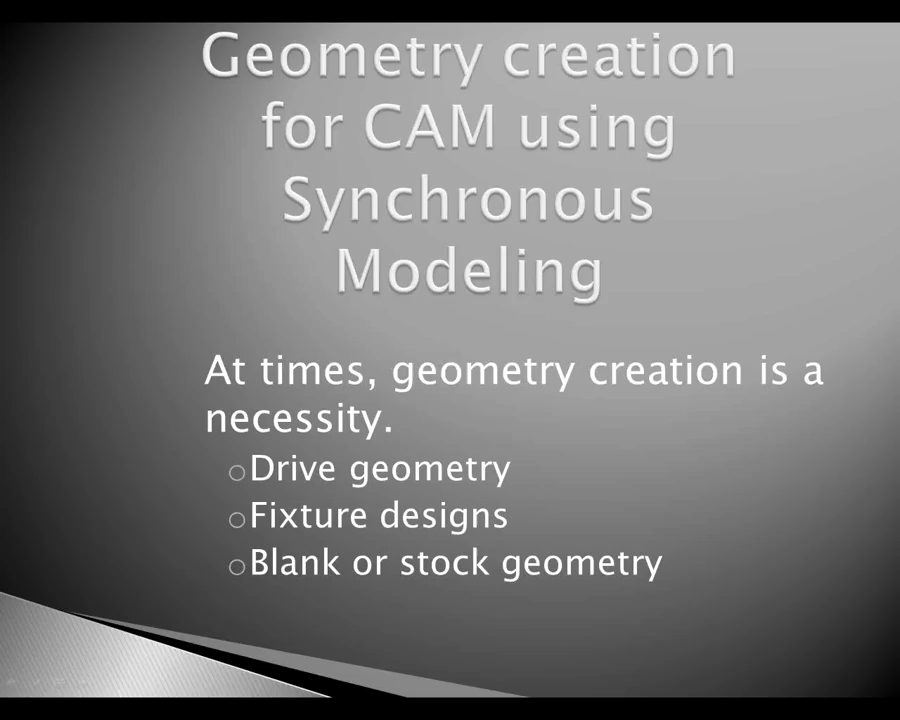 Geometry creation
for CAM using
Synchronous
Modeling
At times, geometry creation is a
necessity.
Drive geometry
Fixture designs
Blank or stock geometry